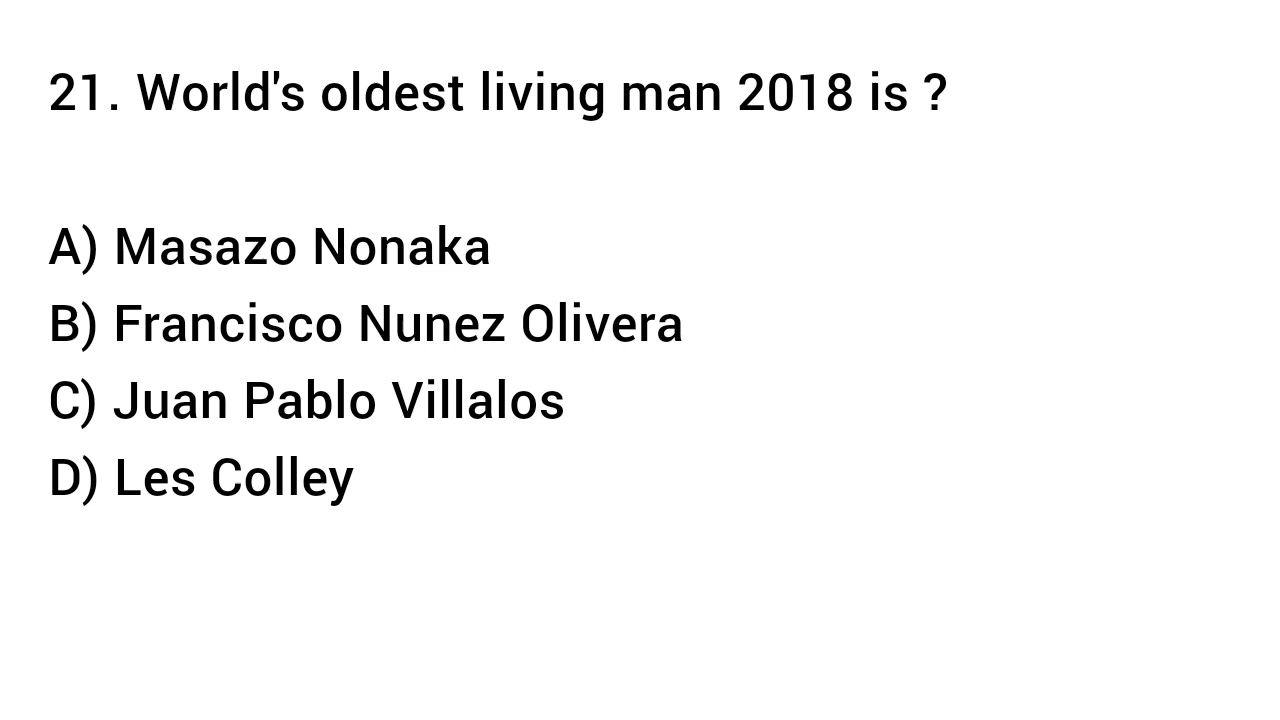 21. World's oldest living man 2018 is ?
A) Masazo Nonaka
B) Francisco Nunez Olivera
C) Juan Pablo Villalos
D) Les Colley